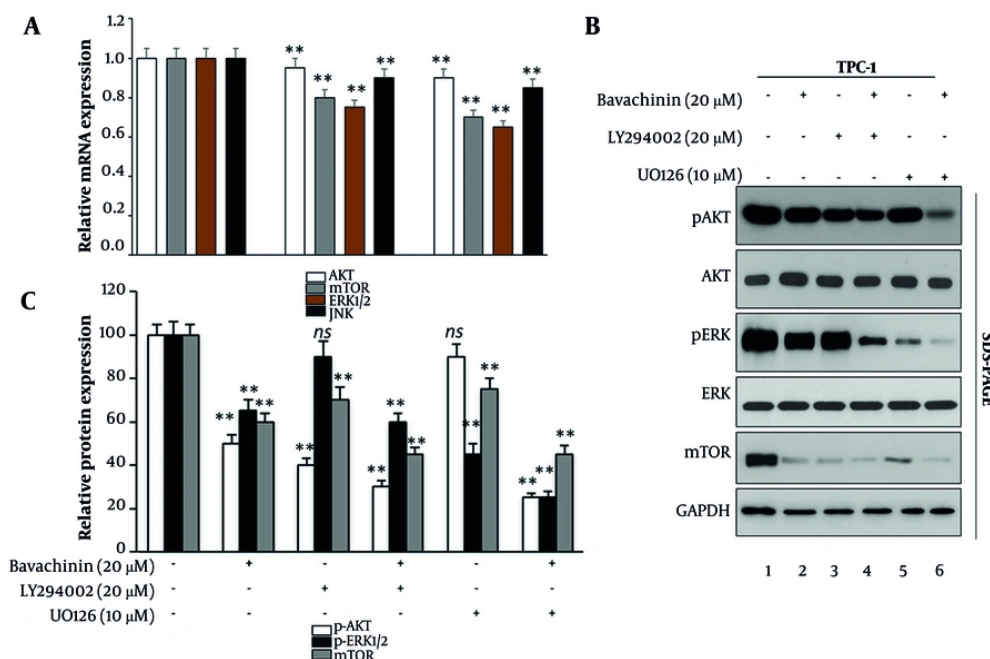 A
Relative mRNA expression
1.2
1.0
0.8
0.6
0.4
0.2
0.0
** ** ** **
** ** ** **
AKT
mTOR
ERK1/2
JNK
B
TPC-1
Bavachinin (20 μM) - + - + - +
LY294002 (20 μM) - - + + - -
UO126 (10 μM) - - - - + +
pAKT
AKT
pERK
ERK
mTOR
GAPDH
SDS-PAGE
1 2 3 4 5 6
C
Relative protein expression
120
100
80
60
40
20
0
** ** **
** ns **
** ** **
ns ** **
** ** **
Bavachinin (20 μM) - + - + - +
LY294002 (20 μM) - - + + - -
UO126 (10 μM) - - - - + +
p-AKT
p-ERK1/2
mTOR